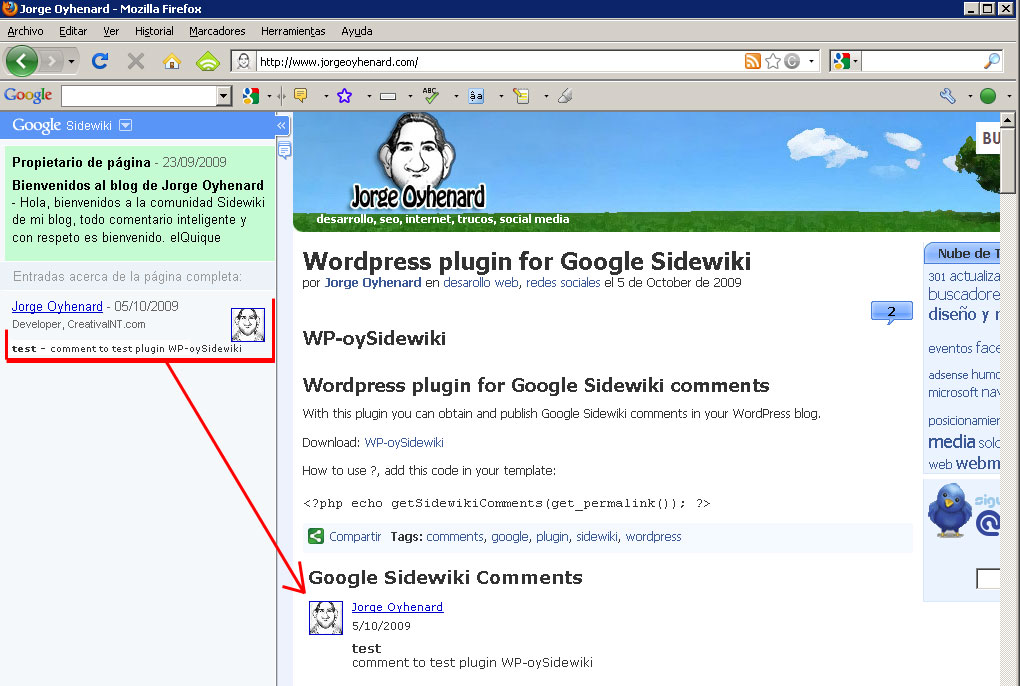 Jorge Oyhenard - Mozilla Firefox
Archivo Editar Ver Historial Marcadores Herramientas Ayuda
http://www.jorgeoyhenard.com/
Google
ABC
äa
Google Sidewiki
«
Propietario de página - 23/09/2009
Bienvenidos al blog de Jorge Oyhenard
- Hola, bienvenidos a la comunidad Sidewiki
de mi blog, todo comentario inteligente y
con respeto es bienvenido. elQuique
Entradas acerca de la página completa:
Jorge Oyhenard - 05/10/2009
Developer, CreativaINT.com
test - comment to test plugin WP-oySidewiki
Jorge Oyhenard
desarrollo, seo, internet, trucos, social media
BU
Wordpress plugin for Google Sidewiki
por Jorge Oyhenard en desarollo web, redes sociales el 5 de October de 2009
2
WP-oySidewiki
Wordpress plugin for Google Sidewiki comments
With this plugin you can obtain and publish Google Sidewiki comments in your WordPress blog.
Download: WP-oySidewiki
How to use ?, add this code in your template:
<?php echo getSidewikiComments(get_permalink()); ?>
Compartir Tags: comments, google, plugin, sidewiki, wordpress
Google Sidewiki Comments
Jorge Oyhenard
5/10/2009
test
comment to test plugin WP-oySidewiki
Nube de T
301 actualiza
buscadore
diseño y r
eventos face
adsense humo
microsoft nav
posicionamier
media solo
web webm
sigu
@